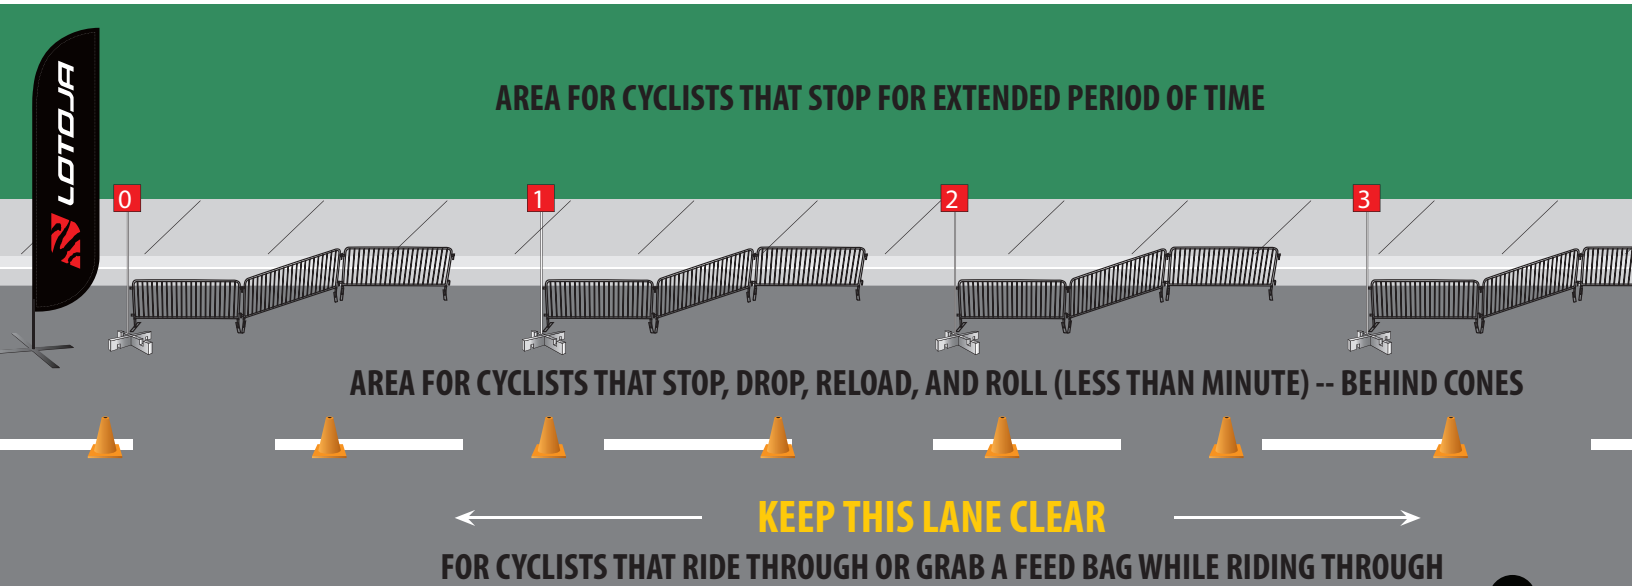 AREA FOR CYCLISTS THAT STOP FOR EXTENDED PERIOD OF TIME
LOTOJA
0
1
2
3
AREA FOR CYCLISTS THAT STOP, DROP, RELOAD, AND ROLL (LESS THAN MINUTE) -- BEHIND CONES
KEEP THIS LANE CLEAR
FOR CYCLISTS THAT RIDE THROUGH OR GRAB A FEED BAG WHILE RIDING THROUGH